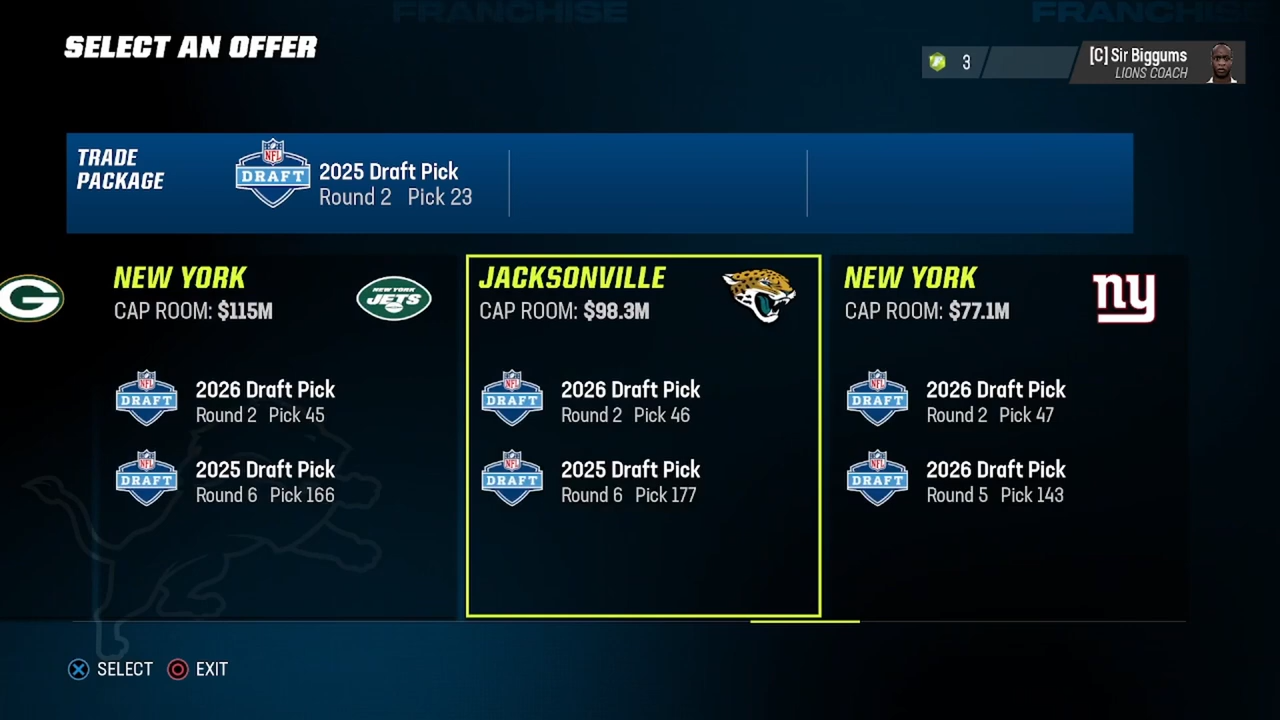 FRANCHISE
FRANCHISE
SELECT AN OFFER
3
[C] Sir Biggums
LIONS COACH
TRADE
PACKAGE
NFL
DRAFT
2025 Draft Pick
Round 2 Pick 23
G
NEW YORK
CAP ROOM: $115M
NEW YORK
JETS
NFL
DRAFT
2026 Draft Pick
Round 2 Pick 45
NFL
DRAFT
2025 Draft Pick
Round 6 Pick 166
JACKSONVILLE
CAP ROOM: $98.3M
NFL
DRAFT
2026 Draft Pick
Round 2 Pick 46
NFL
DRAFT
2025 Draft Pick
Round 6 Pick 177
NEW YORK
CAP ROOM: $77.1M
ny
NFL
DRAFT
2026 Draft Pick
Round 2 Pick 47
NFL
DRAFT
2026 Draft Pick
Round 5 Pick 143
SELECT
EXIT